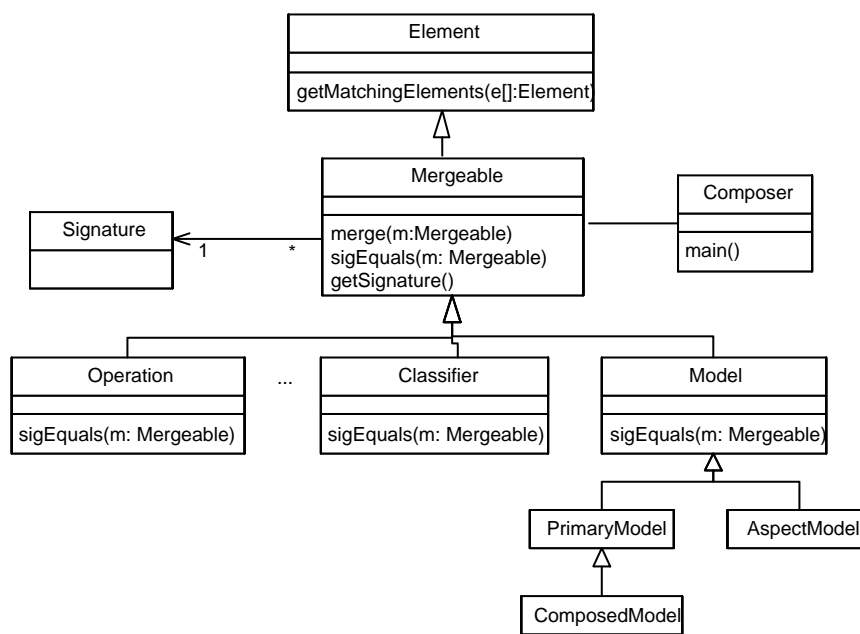 Element
getMatchingElements(e[]:Element)
Mergeable
merge(m:Mergeable)
sigEquals(m: Mergeable)
getSignature()
Composer
main()
Signature
1
*
Operation
sigEquals(m: Mergeable)
...
Classifier
sigEquals(m: Mergeable)
Model
sigEquals(m: Mergeable)
PrimaryModel
AspectModel
ComposedModel